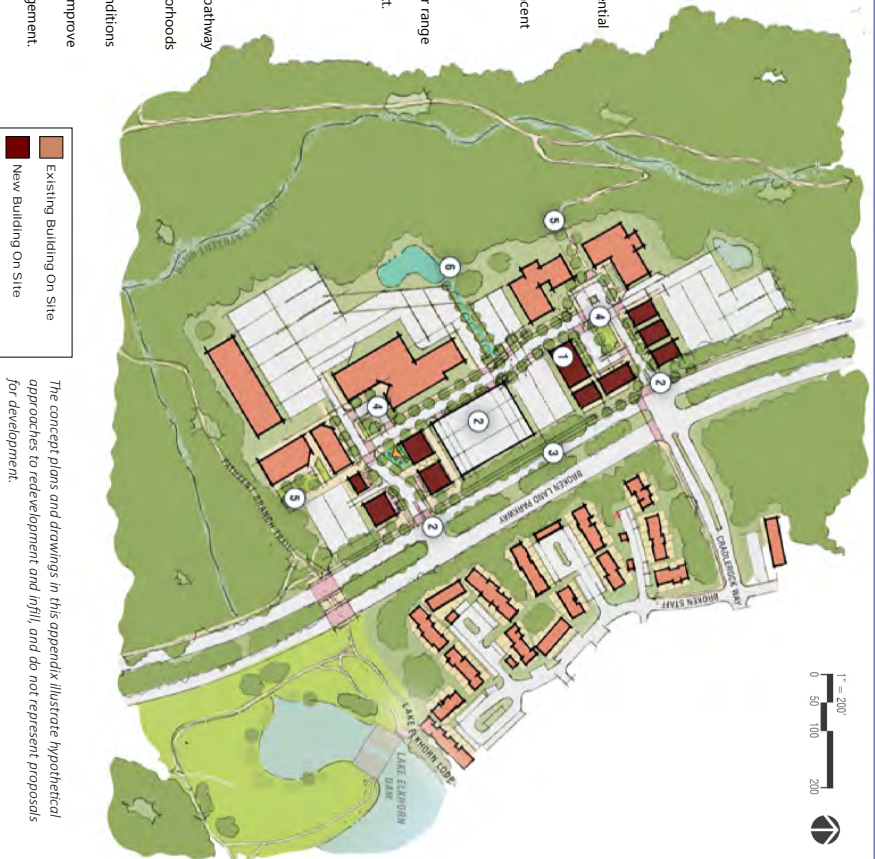 ential
cent
r range
ct.
pathway
orhoods
nditions
mprove
gement.
Existing Building On Site
New Building On Site
The concept plans and drawings in this appendix illustrate hypothetical
approaches to redevelopment and infill, and do not represent proposals
for development.
1" = 200'
0 50 100 200
BROKEN LAND PARKWAY
CRADLEROCK WAY
BROKEN STAFF
LAKE ELKHORN LOOP
LAKE ELKHORN
DAM
PATUXENT BRANCH TRAIL
5
6
4
1
2
2
3
4
5
2